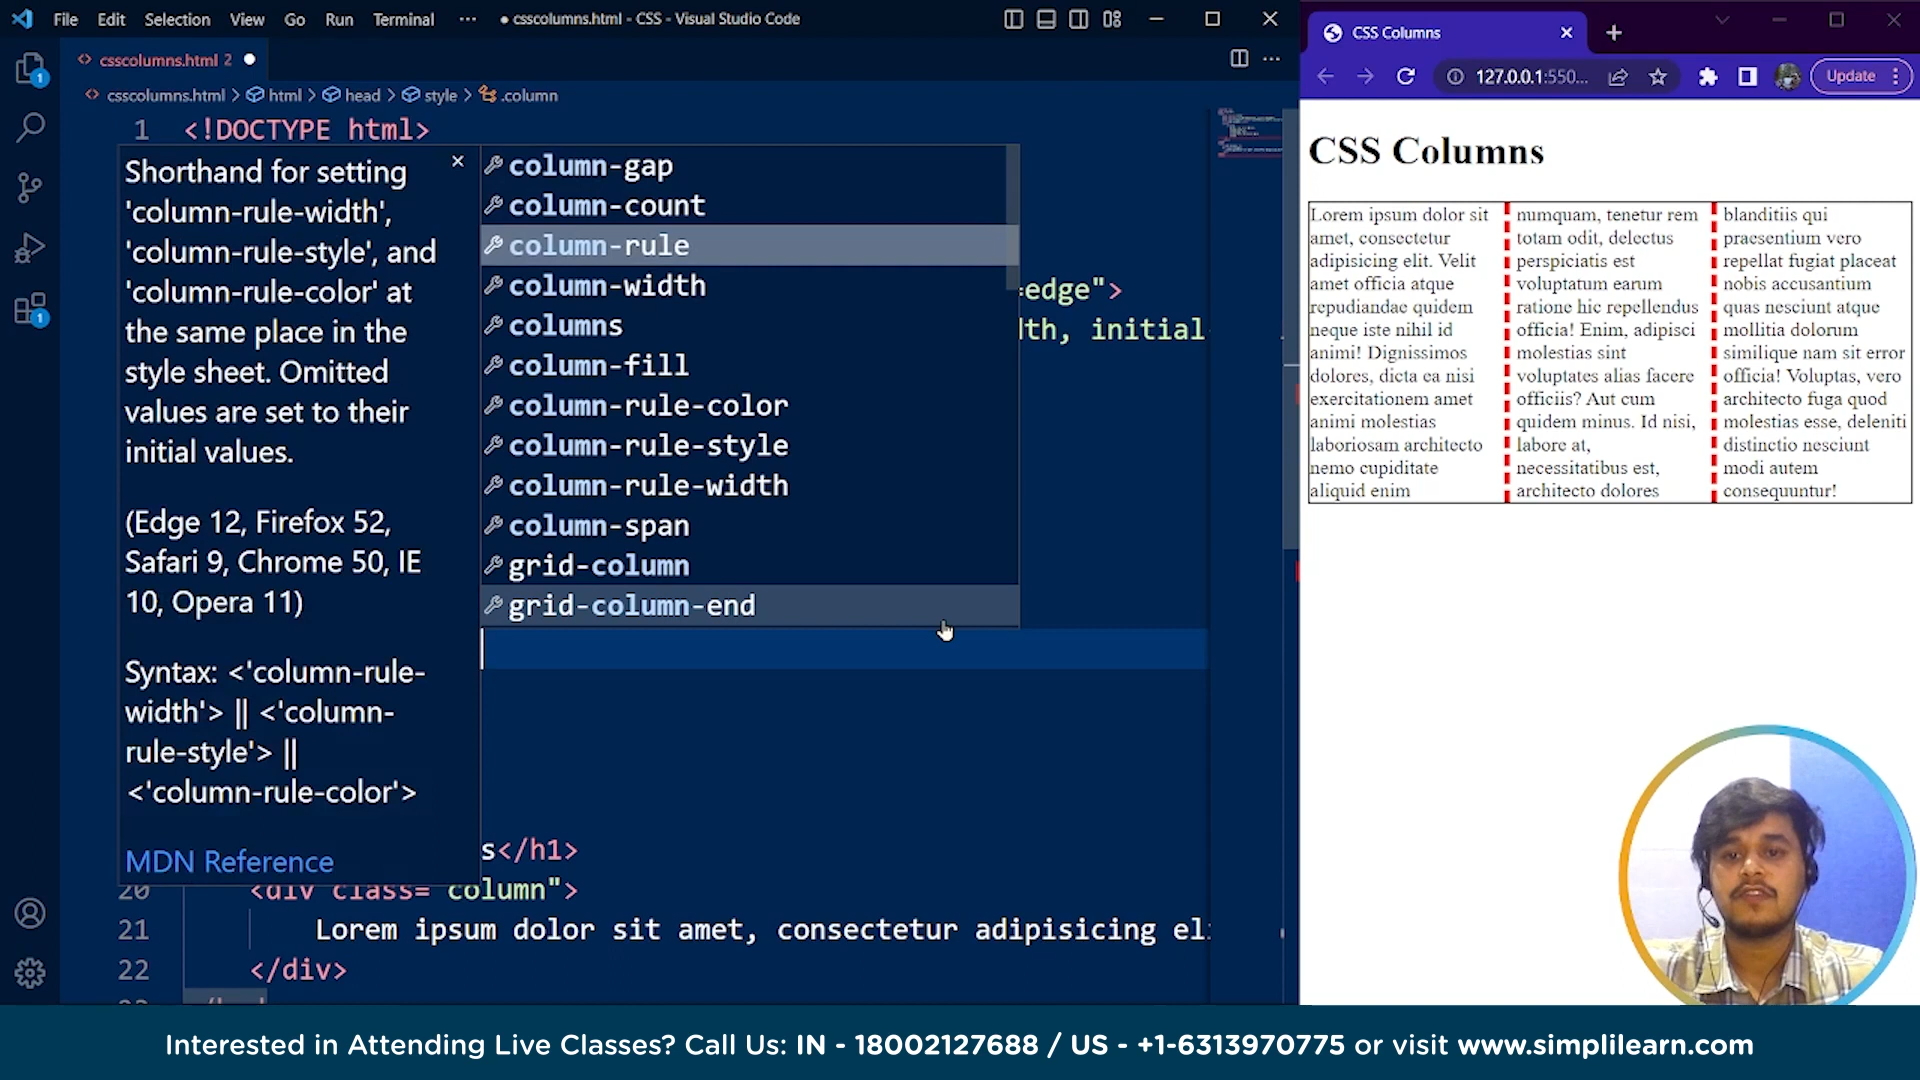 File Edit Selection View Go Run Terminal ··· ● csscolumns.html - CSS - Visual Studio Code
csscolumns.html 2
csscolumns.html > html > head > style > .column
1 <!DOCTYPE html>
Shorthand for setting
'column-rule-width',
'column-rule-style', and
'column-rule-color' at
the same place in the
style sheet. Omitted
values are set to their
initial values.
(Edge 12, Firefox 52,
Safari 9, Chrome 50, IE
10, Opera 11)
Syntax: <'column-rule-
width'> || <'column-
rule-style'> ||
<'column-rule-color'>
MDN Reference
column-gap
column-count
column-rule
column-width
columns
column-fill
column-rule-color
column-rule-style
column-rule-width
column-span
grid-column
grid-column-end
=edge">
dth, initial-
s</h1>
20 <div class="column">
21 Lorem ipsum dolor sit amet, consectetur adipisicing eli
22 </div>
CSS Columns
127.0.0.1:550...
Update
CSS Columns
Lorem ipsum dolor sit
amet, consectetur
adipisicing elit. Velit
amet officia atque
repudiandae quidem
neque iste nihil id
animi! Dignissimos
dolores, dicta ea nisi
exercitationem amet
animi molestias
laboriosam architecto
nemo cupiditate
aliquid enim
numquam, tenetur rem
totam odit, delectus
perspiciatis est
voluptatum earum
ratione hic repellendus
officia! Enim, adipisci
molestias sint
voluptates alias facere
officiis? Aut cum
quidem minus. Id nisi,
labore at,
necessitatibus est,
architecto dolores
blanditiis qui
praesentium vero
repellat fugiat placeat
nobis accusantium
quas nesciunt atque
mollitia dolorum
similique nam sit error
officia! Voluptas, vero
architecto fuga quod
molestias esse, deleniti
distinctio nesciunt
modi autem
consequuntur!
1
1
Interested in Attending Live Classes? Call Us: IN - 18002127688 / US - +1-6313970775 or visit www.simplilearn.com